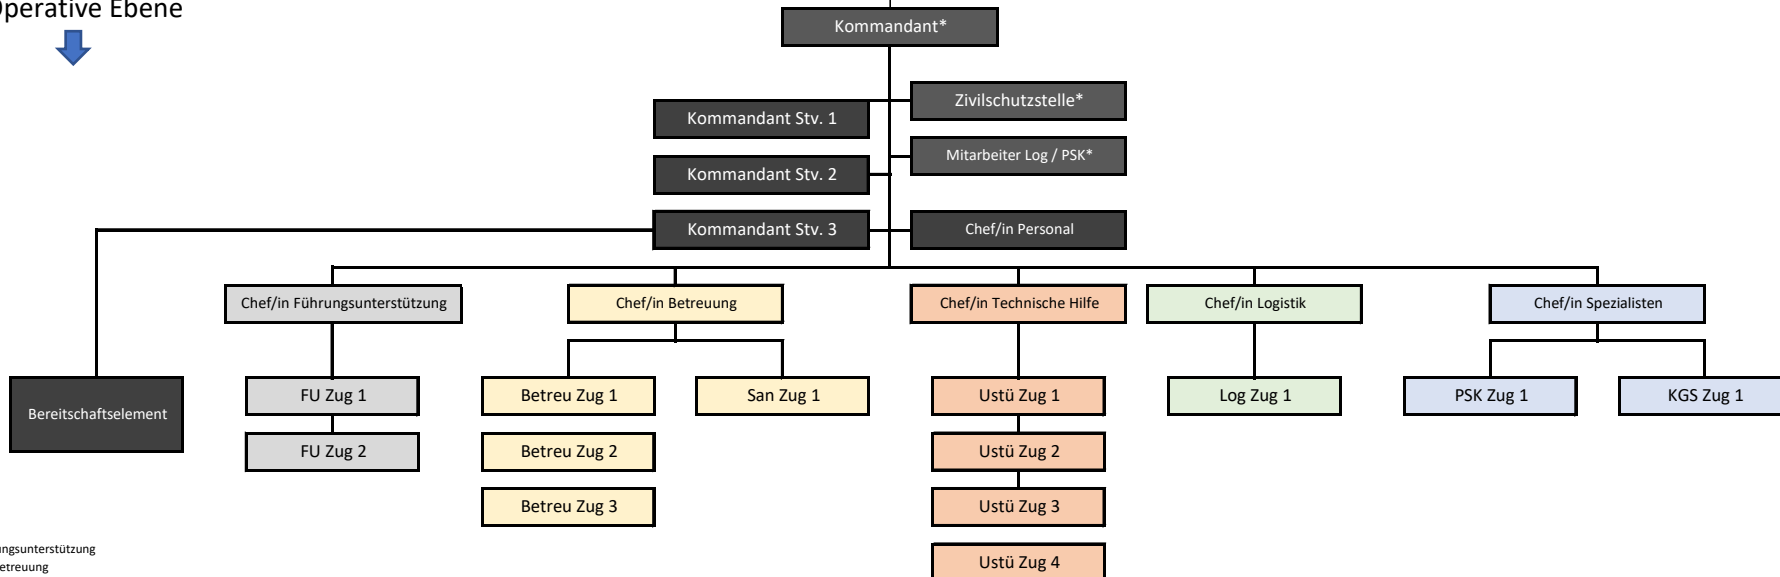 Operative Ebene
Kommandant*
Zivilschutzstelle*
Kommandant Stv. 1
Mitarbeiter Log / PSK*
Kommandant Stv. 2
Kommandant Stv. 3
Chef/in Personal
Chef/in Führungsunterstützung
Chef/in Betreuung
Chef/in Technische Hilfe
Chef/in Logistik
Chef/in Spezialisten
Bereitschaftselement
FU Zug 1
Betreu Zug 1
San Zug 1
Ustü Zug 1
Log Zug 1
PSK Zug 1
KGS Zug 1
FU Zug 2
Betreu Zug 2
Ustü Zug 2
Betreu Zug 3
Ustü Zug 3
Ustü Zug 4
ngsunterstützung
etreuung